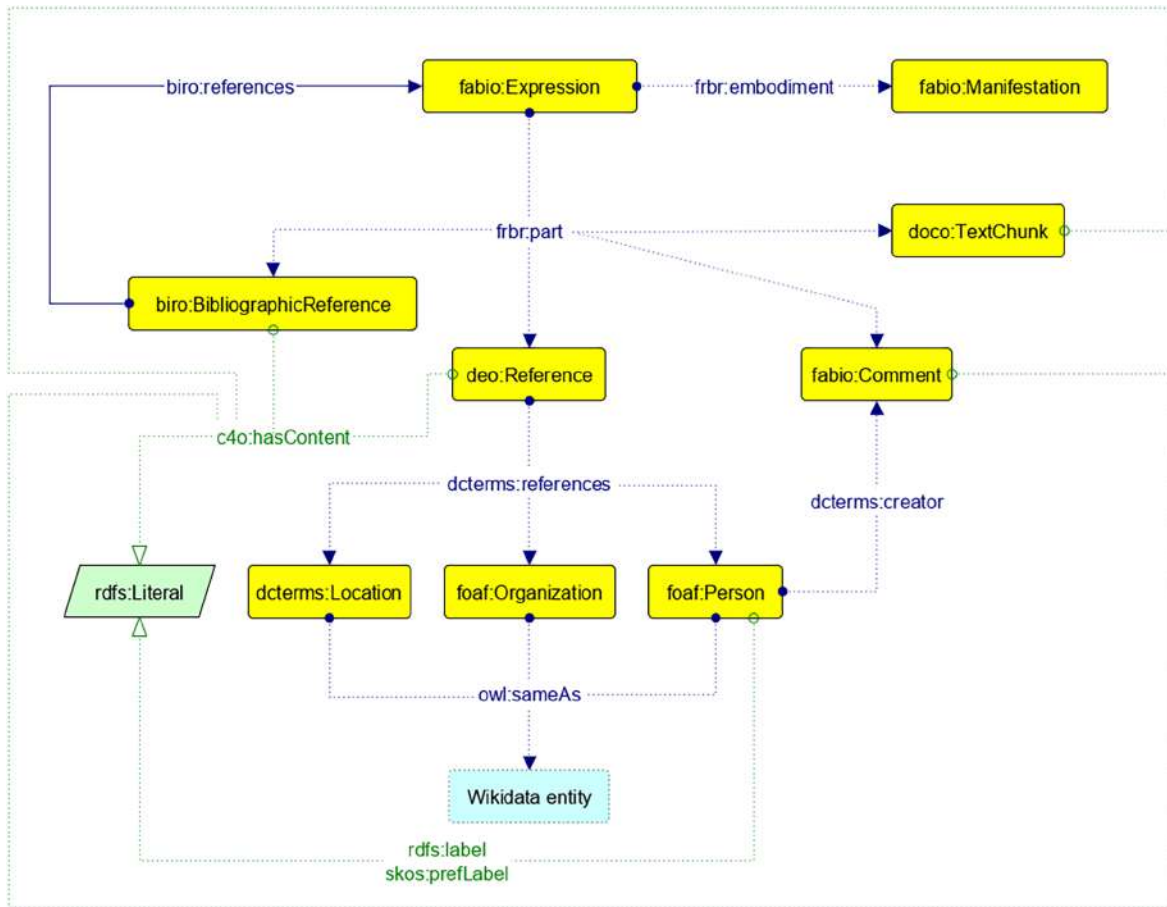 biro:references
fabio:Expression
frbr:embodiment
fabio:Manifestation
frbr:part
doco:TextChunk
biro:BibliographicReference
deo:Reference
fabio:Comment
c4o:hasContent
dcterms:references
dcterms:creator
rdfs:Literal
dcterms:Location
foaf:Organization
foaf:Person
owl:sameAs
Wikidata entity
rdfs:label
skos:prefLabel